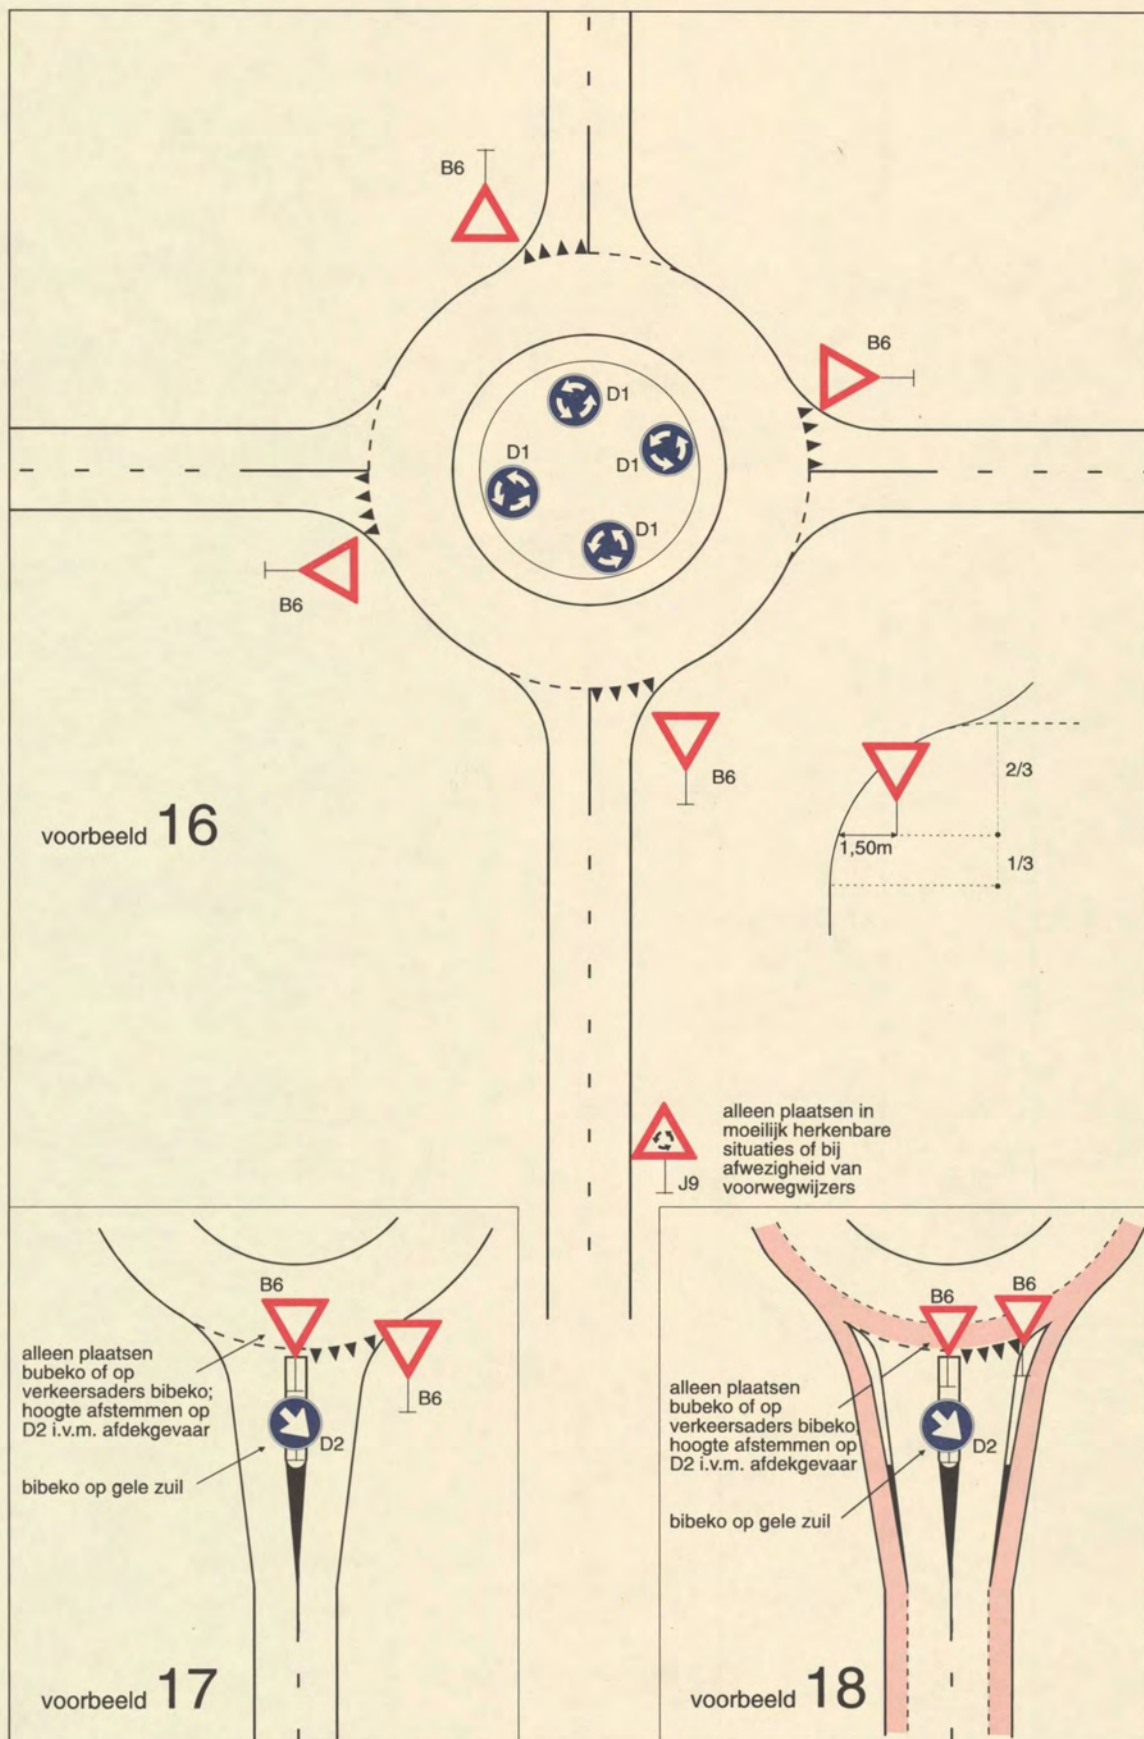 B6
B6
D1
D1
D1
D1
B6
B6
2/3
1,50m
1/3
voorbeeld 16
alleen plaatsen in
moeilijk herkenbare
situaties of bij
afwezigheid van
voorwegwijzers
J9
B6
alleen plaatsen
bubeko of op
verkeersaders bibeko;
hoogte afstemmen op
D2 i.v.m. afdekgevaar
B6
D2
bibeko op gele zuil
voorbeeld 17
B6
B6
alleen plaatsen
bubeko of op
verkeersaders bibeko;
hoogte afstemmen op
D2 i.v.m. afdekgevaar
D2
bibeko op gele zuil
voorbeeld 18